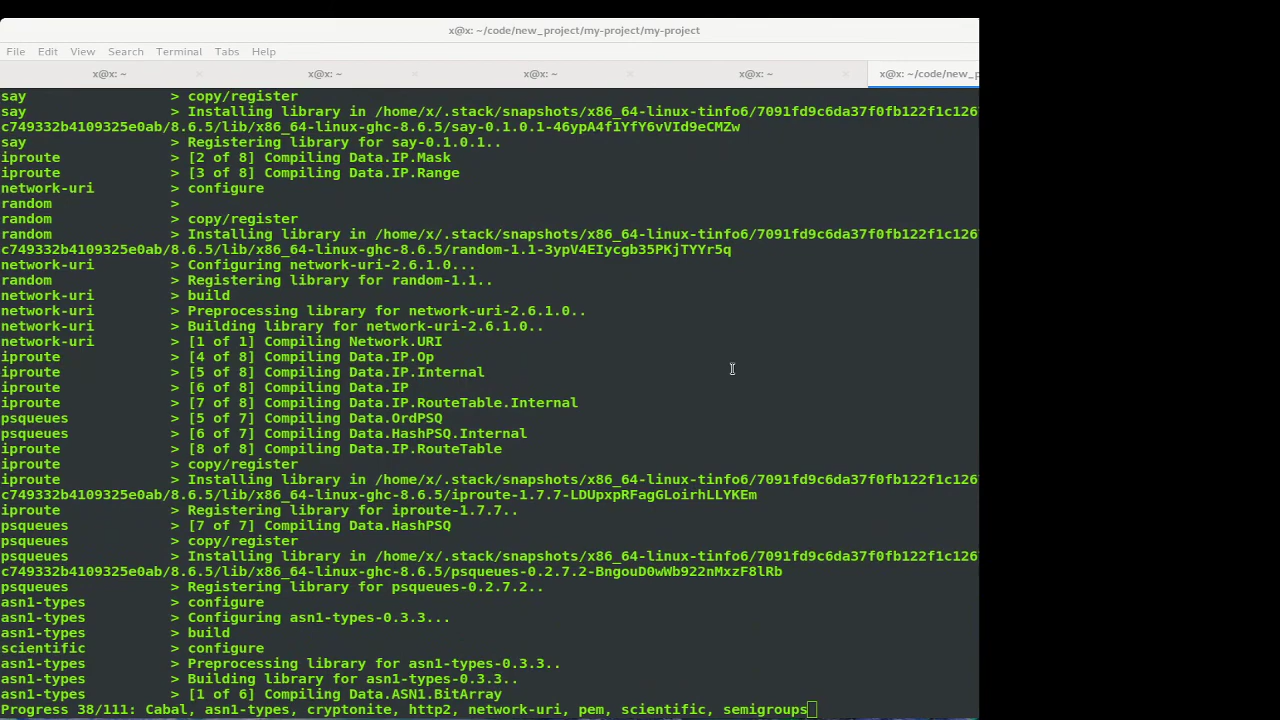 x@x: ~/code/new_project/my-project/my-project
File Edit View Search Terminal Tabs Help
x@x: ~ × x@x: ~ × x@x: ~ × x@x: ~ × x@x: ~/code/new_p
say > copy/register
say > Installing library in /home/x/.stack/snapshots/x86_64-linux-tinfo6/7091fd9c6da37f0fb122f1c126
c749332b4109325e0ab/8.6.5/lib/x86_64-linux-ghc-8.6.5/say-0.1.0.1-46ypA4f1YfY6vVId9eCMZw
say > Registering library for say-0.1.0.1..
iproute > [2 of 8] Compiling Data.IP.Mask
iproute > [3 of 8] Compiling Data.IP.Range
network-uri > configure
random >
random > copy/register
random > Installing library in /home/x/.stack/snapshots/x86_64-linux-tinfo6/7091fd9c6da37f0fb122f1c126
c749332b4109325e0ab/8.6.5/lib/x86_64-linux-ghc-8.6.5/random-1.1-3ypV4EIycgb35PKjTYYr5q
network-uri > Configuring network-uri-2.6.1.0...
random > Registering library for random-1.1..
network-uri > build
network-uri > Preprocessing library for network-uri-2.6.1.0..
network-uri > Building library for network-uri-2.6.1.0..
network-uri > [1 of 1] Compiling Network.URI
iproute > [4 of 8] Compiling Data.IP.Op
iproute > [5 of 8] Compiling Data.IP.Internal
iproute > [6 of 8] Compiling Data.IP
iproute > [7 of 8] Compiling Data.IP.RouteTable.Internal
psqueues > [5 of 7] Compiling Data.OrdPSQ
psqueues > [6 of 7] Compiling Data.HashPSQ.Internal
iproute > [8 of 8] Compiling Data.IP.RouteTable
iproute > copy/register
iproute > Installing library in /home/x/.stack/snapshots/x86_64-linux-tinfo6/7091fd9c6da37f0fb122f1c126
c749332b4109325e0ab/8.6.5/lib/x86_64-linux-ghc-8.6.5/iproute-1.7.7-LDUpxpRFagGLoirhLLYKEm
iproute > Registering library for iproute-1.7.7..
psqueues > [7 of 7] Compiling Data.HashPSQ
psqueues > copy/register
psqueues > Installing library in /home/x/.stack/snapshots/x86_64-linux-tinfo6/7091fd9c6da37f0fb122f1c126
c749332b4109325e0ab/8.6.5/lib/x86_64-linux-ghc-8.6.5/psqueues-0.2.7.2-BngouD0wWb922nMxzF8lRb
psqueues > Registering library for psqueues-0.2.7.2..
asn1-types > configure
asn1-types > Configuring asn1-types-0.3.3...
asn1-types > build
scientific > configure
asn1-types > Preprocessing library for asn1-types-0.3.3..
asn1-types > Building library for asn1-types-0.3.3..
asn1-types > [1 of 6] Compiling Data.ASN1.BitArray
Progress 38/111: Cabal, asn1-types, cryptonite, http2, network-uri, pem, scientific, semigroups